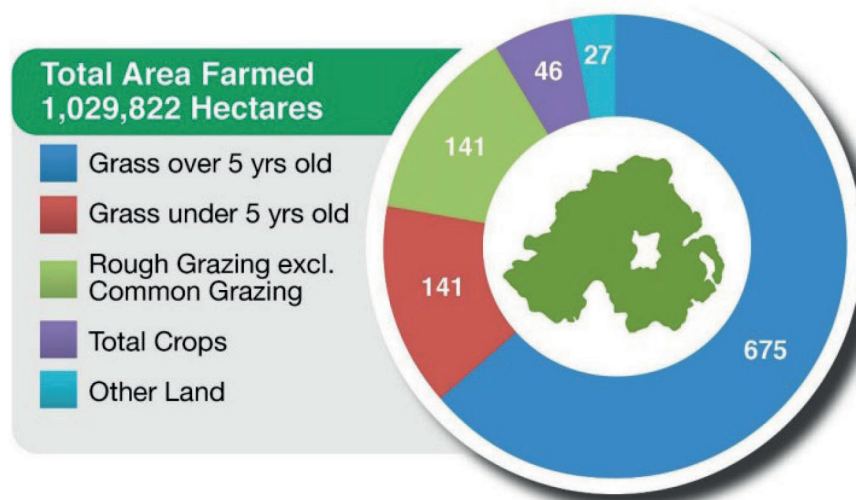 Total Area Farmed
1,029,822 Hectares
Grass over 5 yrs old
Grass under 5 yrs old
Rough Grazing excl.
Common Grazing
Total Crops
Other Land
46
27
141
141
675